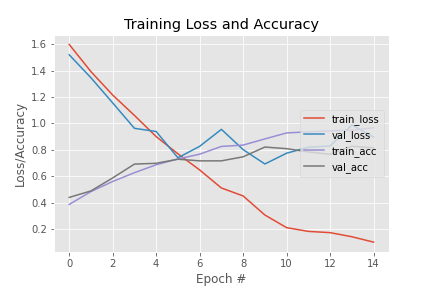 Training Loss and Accuracy
Loss/Accuracy
1.6
1.4
1.2
1.0
0.8
0.6
0.4
0.2
train_loss
val_loss
train_acc
val_acc
0 2 4 6 8 10 12 14
Epoch #